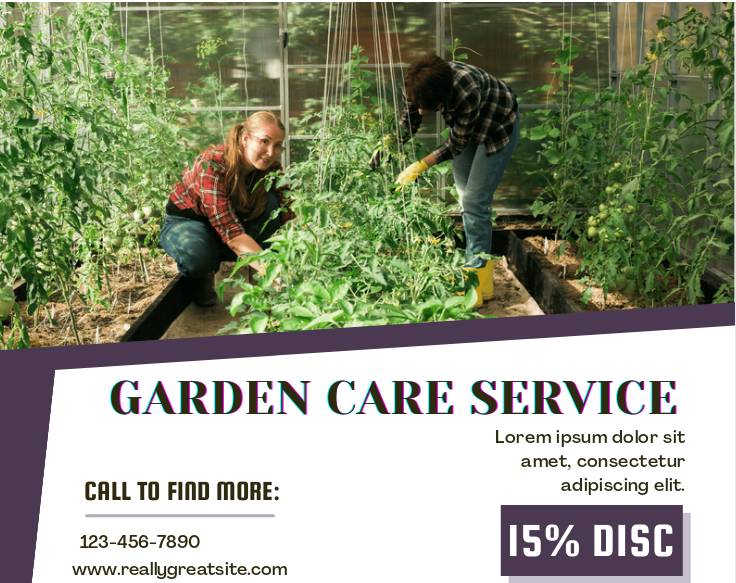 GARDEN CARE SERVICE
Lorem ipsum dolor sit
amet, consectetur
adipiscing elit.
CALL TO FIND MORE:
123-456-7890
www.reallygreatsite.com
15% DISC